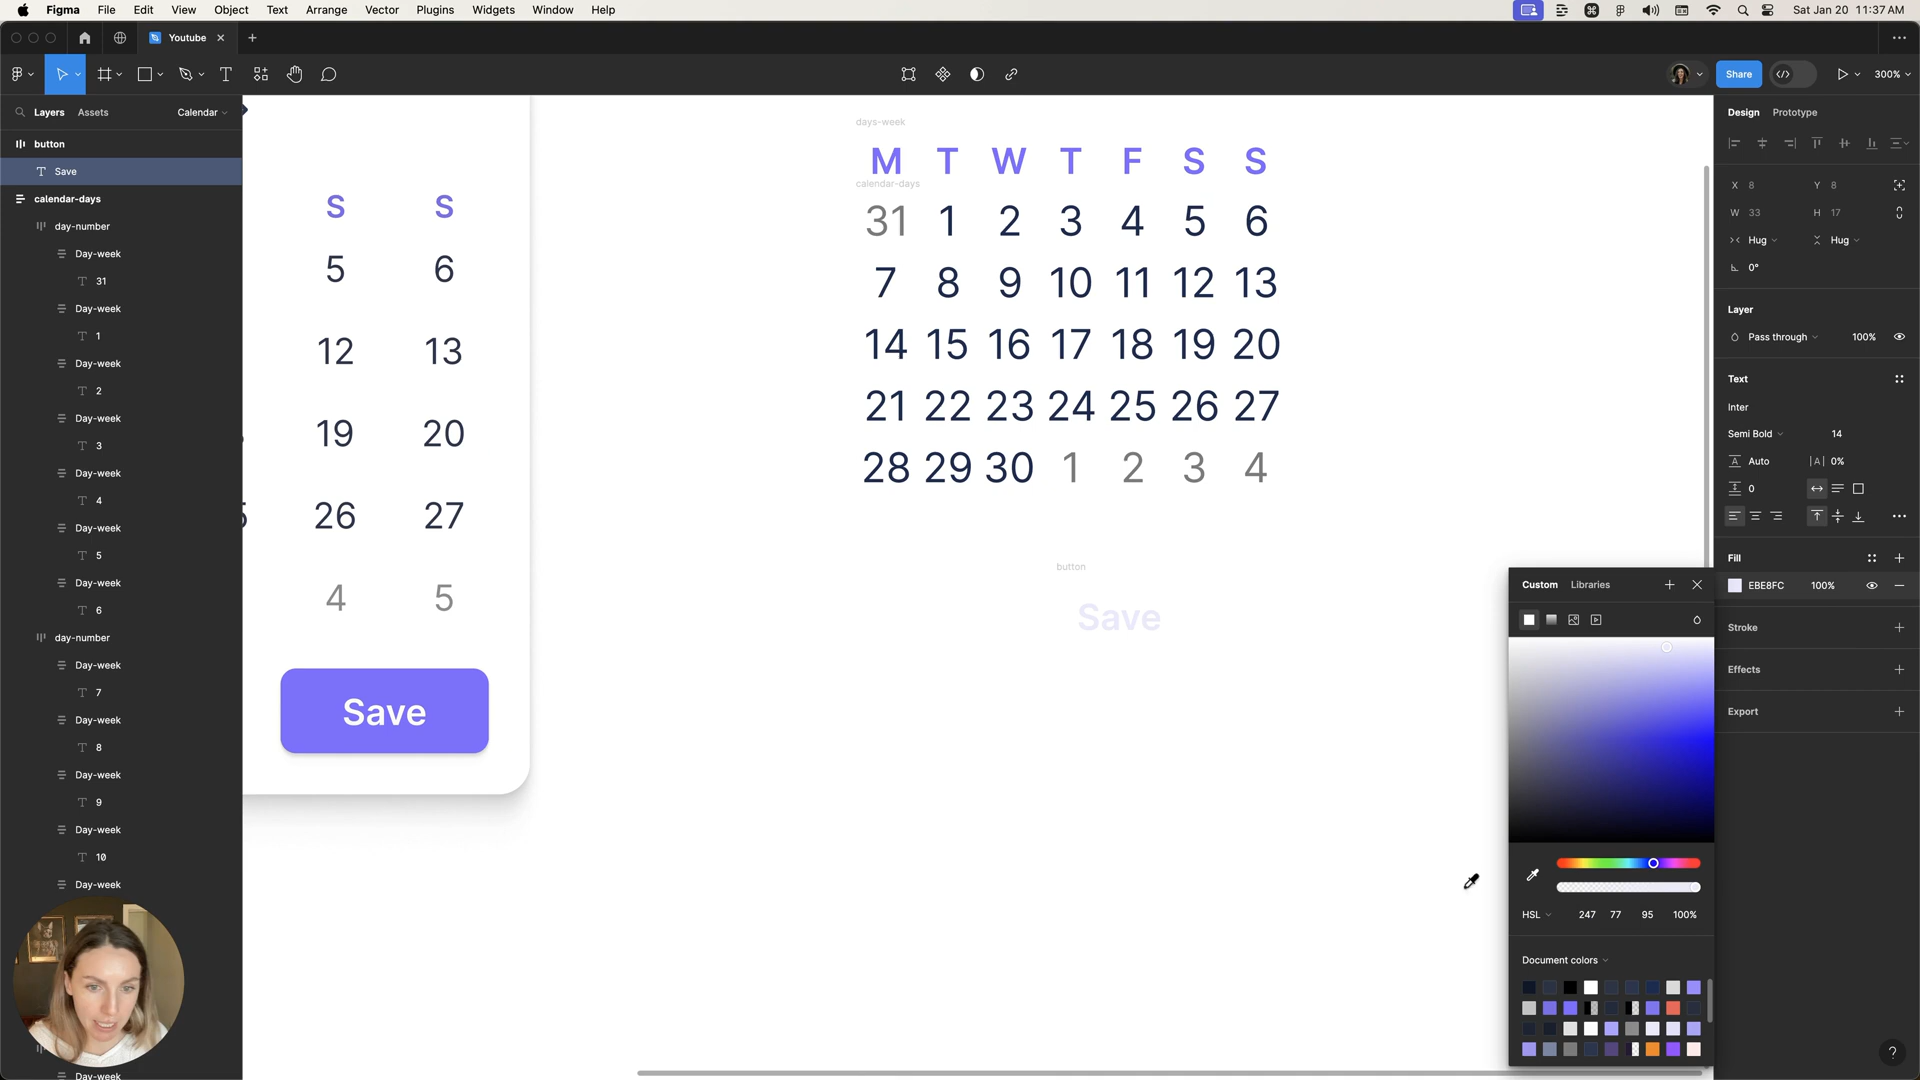 Figma File Edit View Object Text Arrange Vector Plugins Widgets Window Help
Sat Jan 20 11:37 AM
Youtube
Share
300%
Layers Assets Calendar
button
Save
calendar-days
day-number
Day-week
31
Day-week
1
Day-week
2
Day-week
3
Day-week
4
Day-week
5
Day-week
6
day-number
Day-week
7
Day-week
8
Day-week
9
Day-week
10
Day-week
Day-week
S S
5 6
12 13
19 20
26 27
4 5
Save
days-week
M T W T F S S
calendar-days
31 1 2 3 4 5 6
7 8 9 10 11 12 13
14 15 16 17 18 19 20
21 22 23 24 25 26 27
28 29 30 1 2 3 4
button
Save
Custom Libraries
HSL 247 77 95 100%
Document colors
Design Prototype
X 8 Y 8
W 33 H 17
Hug Hug
0°
Layer
Pass through 100%
Text
Inter
Semi Bold 14
Auto 0%
0
Fill
EBE8FC 100%
Stroke
Effects
Export
?